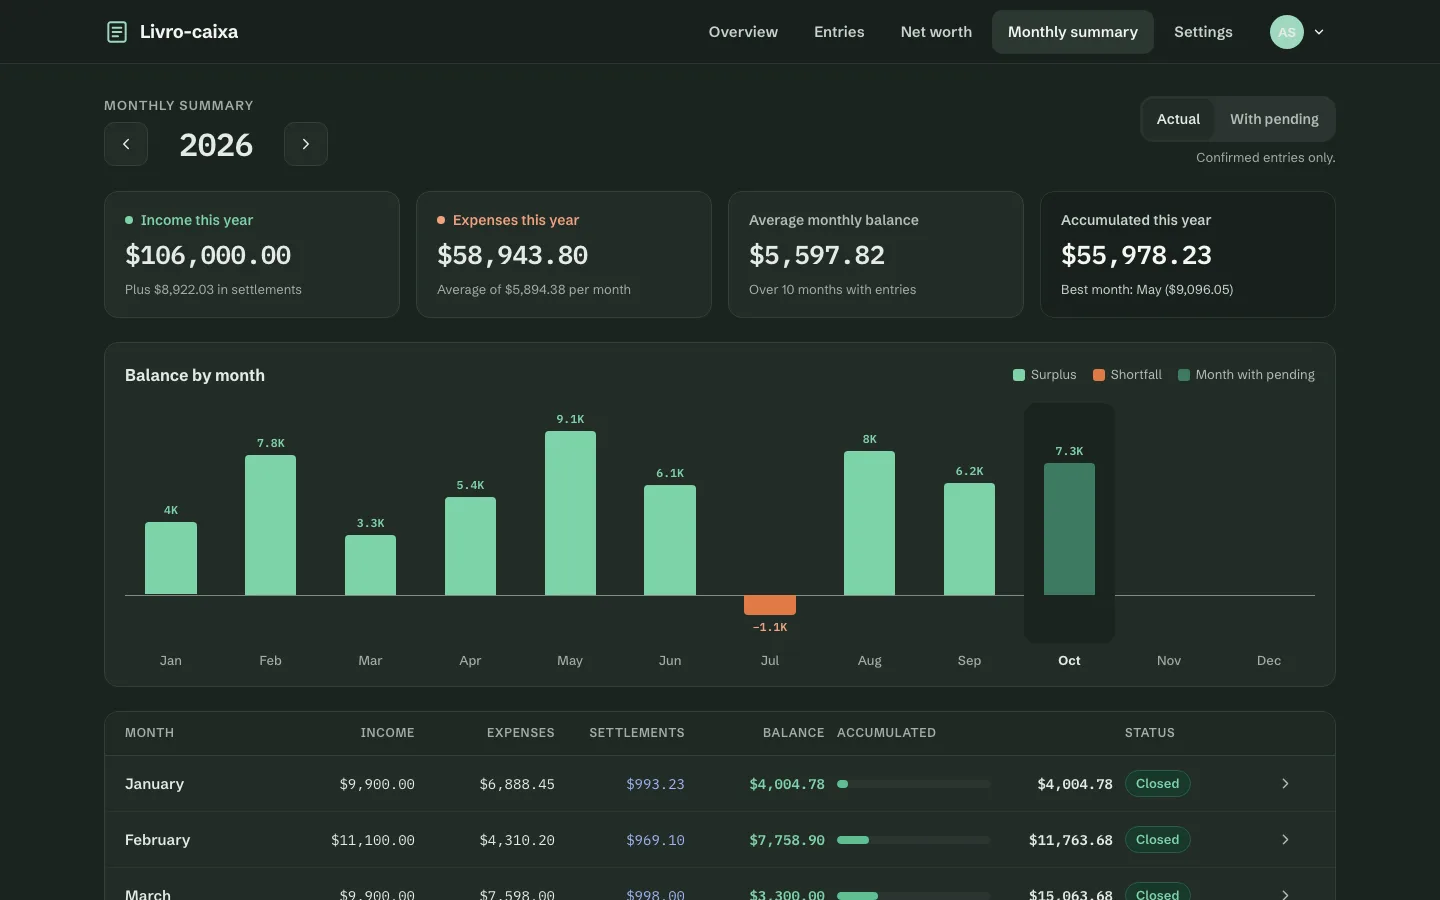 Livro-caixa
Overview
Entries
Net worth
Monthly summary
Settings
AS
MONTHLY SUMMARY
2026
Actual
With pending
Confirmed entries only.
Income this year
$106,000.00
Plus $8,922.03 in settlements
Expenses this year
$58,943.80
Average of $5,894.38 per month
Average monthly balance
$5,597.82
Over 10 months with entries
Accumulated this year
$55,978.23
Best month: May ($9,096.05)
Balance by month
Surplus
Shortfall
Month with pending
4K
7.8K
3.3K
5.4K
9.1K
6.1K
−1.1K
8K
6.2K
7.3K
Jan
Feb
Mar
Apr
May
Jun
Jul
Aug
Sep
Oct
Nov
Dec
MONTH INCOME EXPENSES SETTLEMENTS BALANCE ACCUMULATED STATUS
January $9,900.00 $6,888.45 $993.23 $4,004.78 $4,004.78 Closed
February $11,100.00 $4,310.20 $969.10 $7,758.90 $11,763.68 Closed
March $9,900.00 $7,598.00 $998.00 $3,300.00 $15,063.68 Closed